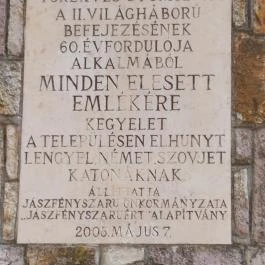 A II. VILÁGHÁBORÚ
BEFEJEZÉSÉNEK
60. ÉVFORDULÓJA
ALKALMÁBÓL
MINDEN ELESETT
EMLÉKÉRE
KEGYELET
A TELEPÜLÉSEN ELHUNYT
LENGYEL, NÉMET, SZOVJET
KATONÁKNAK
ÁLLÍTTATTA
JÁSZFÉNYSZARU ÖNKORMÁNYZATA
„JÁSZFÉNYSZARUÉRT" ALAPÍTVÁNY
2005. MÁJUS 7.